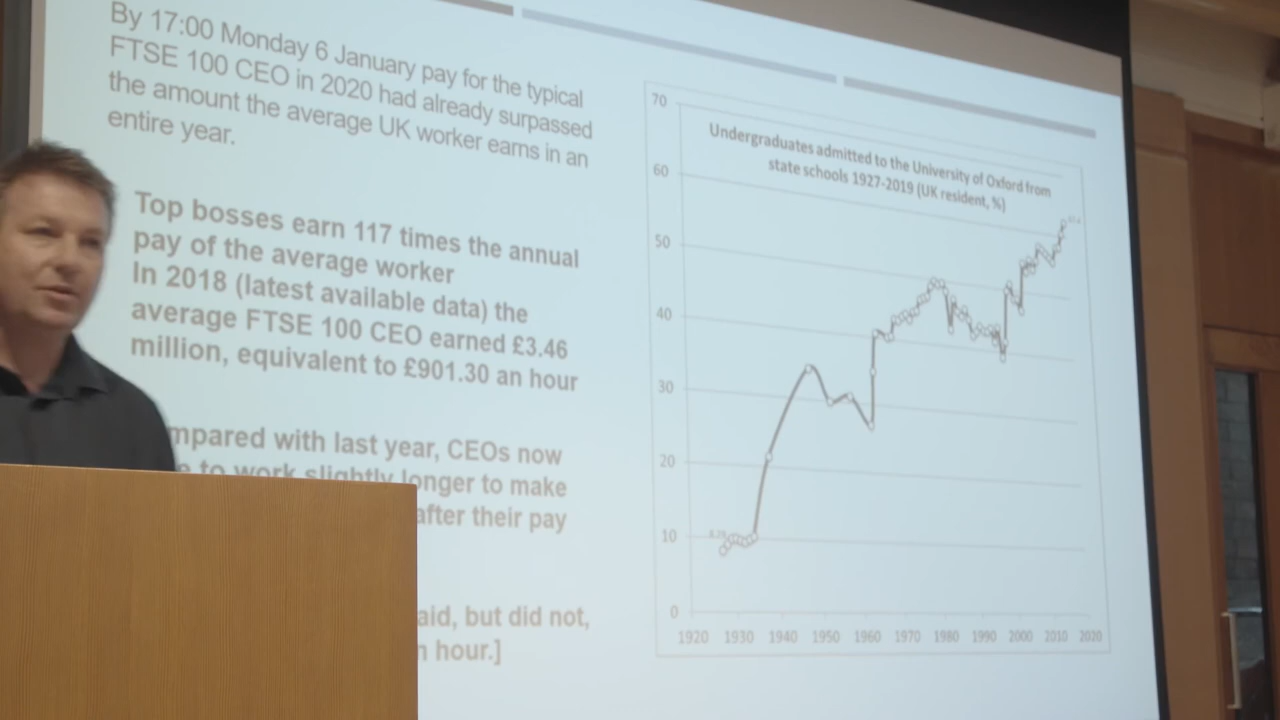 By 17:00 Monday 6 January pay for the typical
FTSE 100 CEO in 2020 had already surpassed
the amount the average UK worker earns in an
entire year.
Top bosses earn 117 times the annual
pay of the average worker
In 2018 (latest available data) the
average FTSE 100 CEO earned £3.46
million, equivalent to £901.30 an hour
mpared with last year, CEOs now
e to work slightly longer to make
after their pay
aid, but did not,
n hour.]
Undergraduates admitted to the University of Oxford from
state schools 1927-2019 (UK resident, %)
70
60
50
40
30
20
10
0
1920 1930 1940 1950 1960 1970 1980 1990 2000 2010 2020